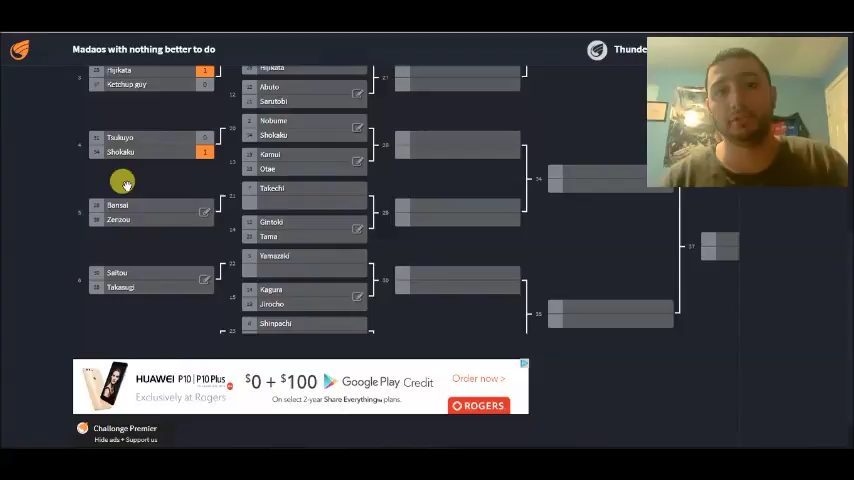 Madaos with nothing better to do
Thunde
Hijikata 1
Ketchup guy 0
Hijikata
Abuto
Sarutobi
Tsukuyo 0
Shokaku 1
Nobume
Shokaku
Kamui
Otae
Bansai
Zenzou
Takechi
Gintoki
Tama
Saitou
Takasugi
Yamazaki
Kagura
Jirocho
Shinpachi
HUAWEI P10 | P10 Plus
Exclusively at Rogers
$0 + $100 Google Play Credit
On select 2-year Share Everything™ plans.
Order now >
ROGERS
Challonge Premier
Hide ads + Support us